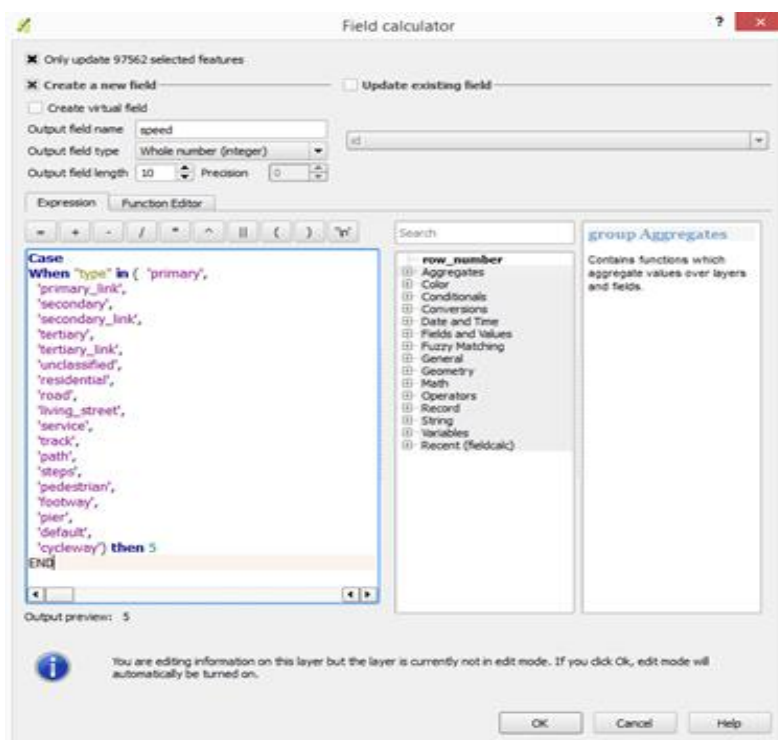 Field calculator
?
×
Only update 97562 selected features
Create a new field
Update existing field
Create virtual field
Output field name speed
Output field type Whole number (integer)
id
Output field length 10 Precision 0
Expression Function Editor
= + - / * ^ || ( ) '\n'
Search
group Aggregates
Case
When "type" in ( 'primary',
'primary_link',
'secondary',
'secondary_link',
'tertiary',
'tertiary_link',
'unclassified',
'residential',
'road',
'living_street',
'service',
'track',
'path',
'steps',
'pedestrian',
'footway',
'pier',
'default',
'cycleway') then 5
END
row_number
Aggregates
Color
Conditionals
Conversions
Date and Time
Fields and Values
Fuzzy Matching
General
Geometry
Math
Operators
Record
String
Variables
Recent (fieldcalc)
Contains functions which
aggregate values over layers
and fields.
Output preview: 5
You are editing information on this layer but the layer is currently not in edit mode. If you click Ok, edit mode will
automatically be turned on.
OK Cancel Help